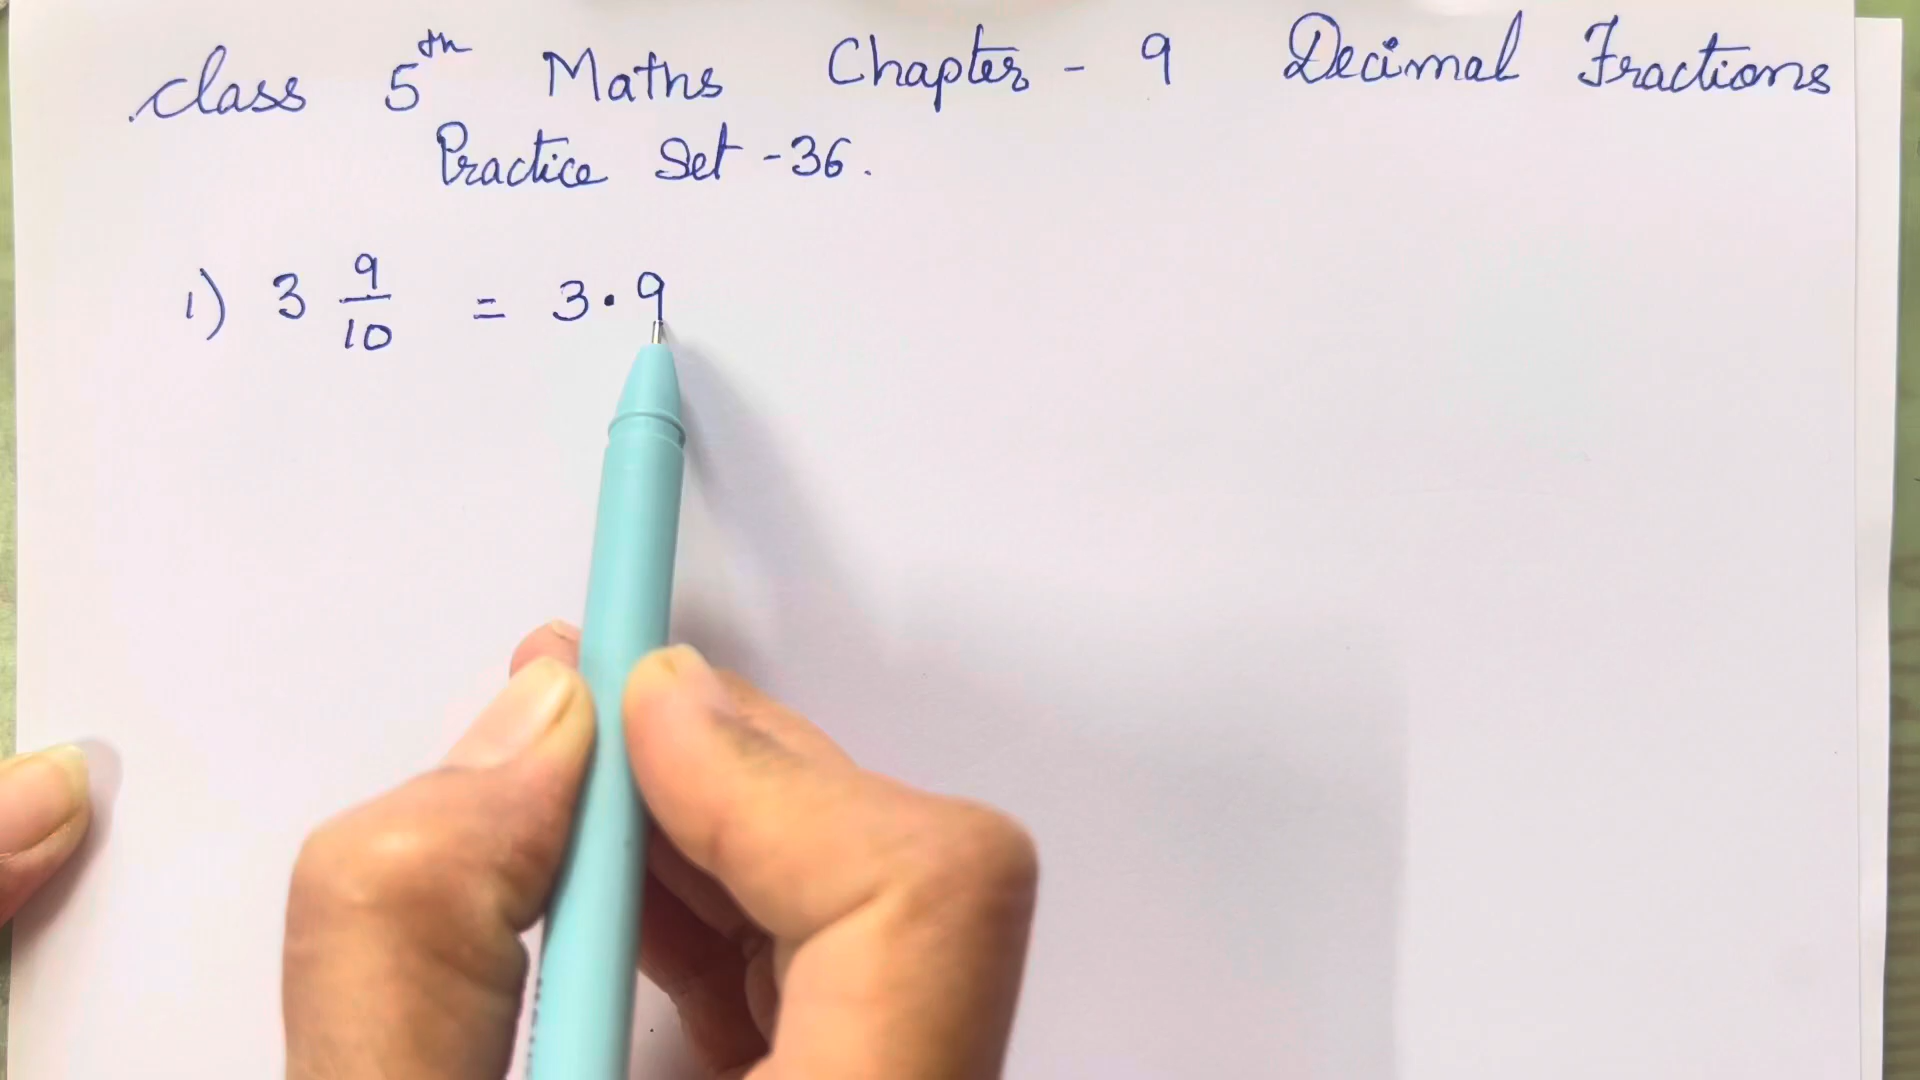 class 5th Maths Chapter - 9 Decimal Fractions
Practice Set - 36.
1) 3 9/10 = 3.9